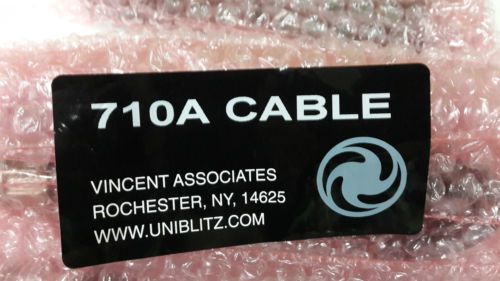 710A CABLE
VINCENT ASSOCIATES
ROCHESTER, NY, 14625
WWW.UNIBLITZ.COM